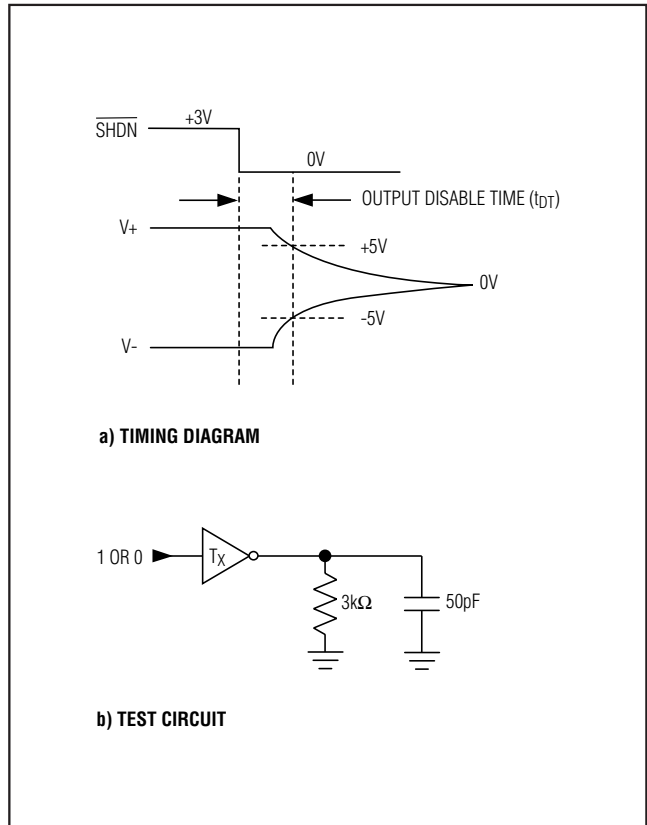 SHDN
+3V
0V
OUTPUT DISABLE TIME (tDT)
V+
+5V
0V
-5V
V-
a) TIMING DIAGRAM
1 OR 0
TX
3kΩ
50pF
b) TEST CIRCUIT